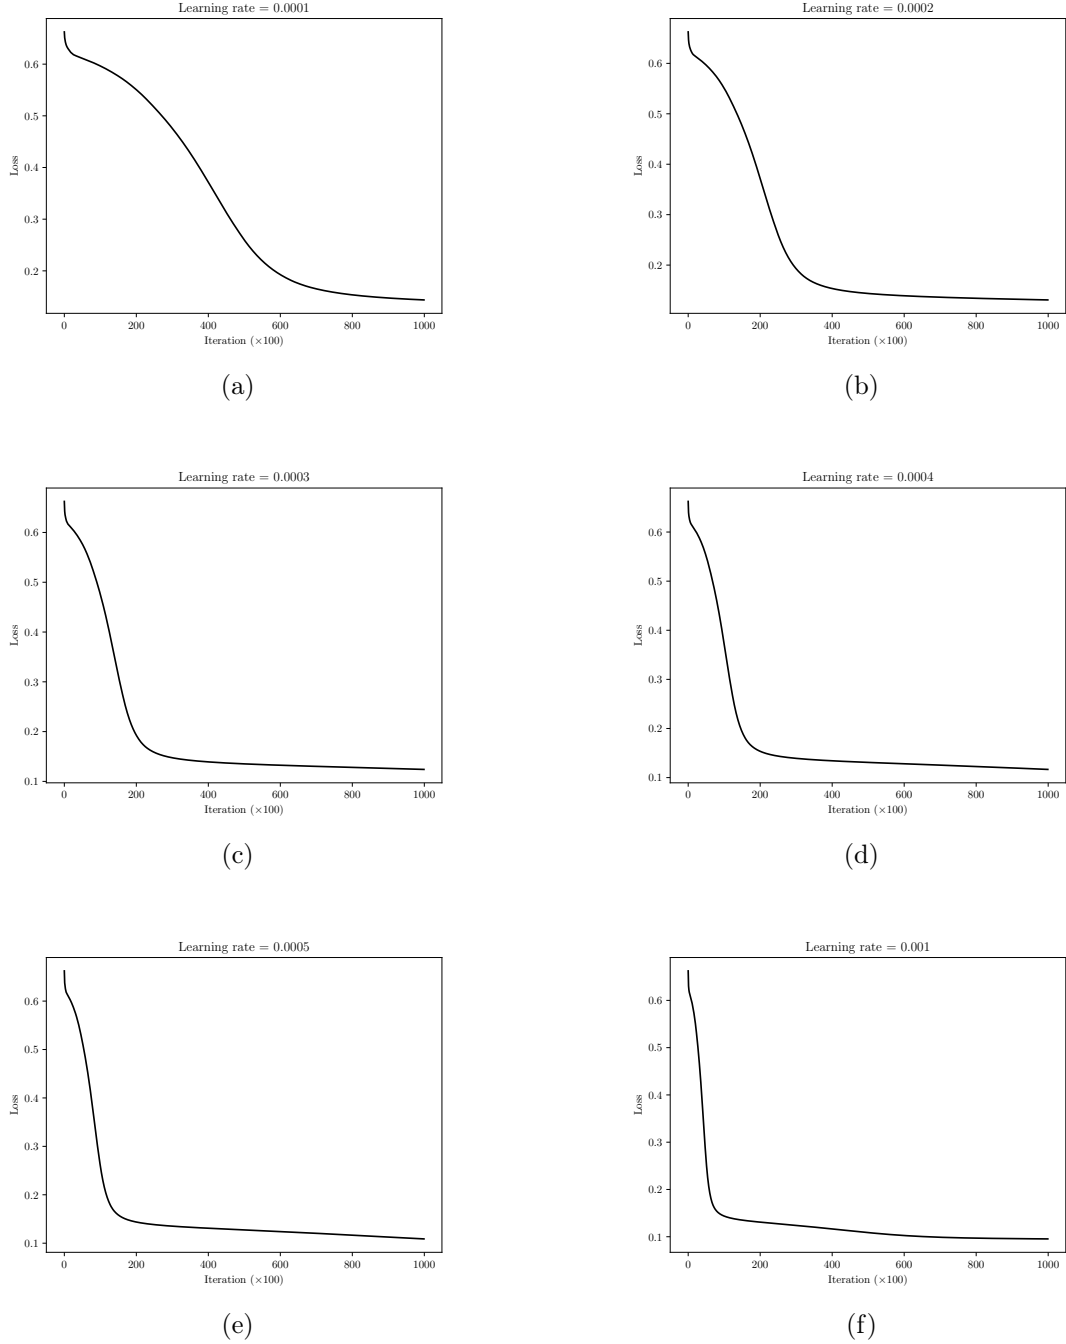 Learning rate = 0.0001
Loss
0.6
0.5
0.4
0.3
0.2
0 200 400 600 800 1000
Iteration (×100)
(a)
Learning rate = 0.0002
Loss
0.6
0.5
0.4
0.3
0.2
0 200 400 600 800 1000
Iteration (×100)
(b)
Learning rate = 0.0003
Loss
0.6
0.5
0.4
0.3
0.2
0.1
0 200 400 600 800 1000
Iteration (×100)
(c)
Learning rate = 0.0004
Loss
0.6
0.5
0.4
0.3
0.2
0.1
0 200 400 600 800 1000
Iteration (×100)
(d)
Learning rate = 0.0005
Loss
0.6
0.5
0.4
0.3
0.2
0.1
0 200 400 600 800 1000
Iteration (×100)
(e)
Learning rate = 0.001
Loss
0.6
0.5
0.4
0.3
0.2
0.1
0 200 400 600 800 1000
Iteration (×100)
(f)